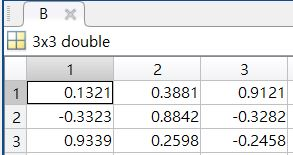 B
3x3 double
1 2 3
1 0.1321 0.3881 0.9121
2 -0.3323 0.8842 -0.3282
3 0.9339 0.2598 -0.2458